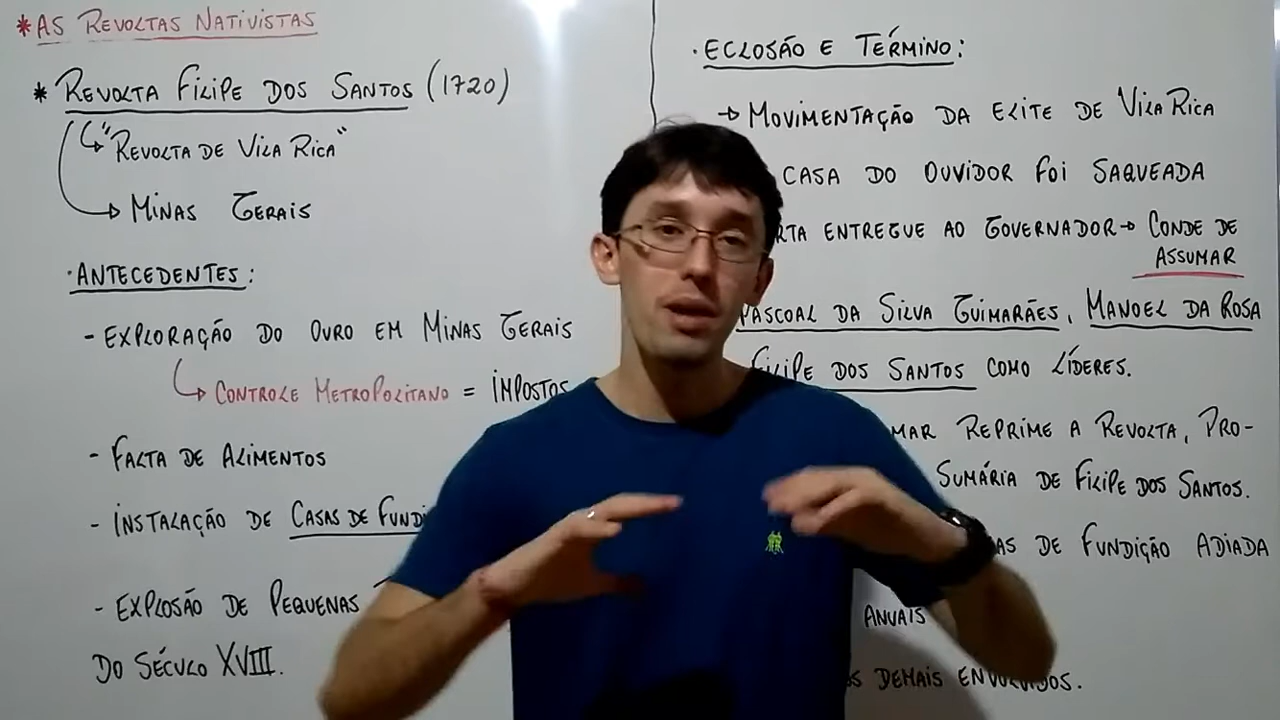 * AS REVOLTAS NATIVISTAS
* REVOLTA FILIPE DOS SANTOS (1720)
↳ "REVOLTA DE VILA RICA"
→ MINAS GERAIS
· ANTECEDENTES:
- EXPLORAÇÃO DO OURO EM MINAS GERAIS
↳ CONTROLE METROPOLITANO = IMPOSTOS
- FALTA DE ALIMENTOS
- INSTALAÇÃO DE CASAS DE
- EXPLOSÃO DE PEQUENAS
DO SÉCULO XVIII.
· ECLOSÃO E TÉRMINO:
→ MOVIMENTAÇÃO DA ELITE DE VILA RICA
CASA DO OUVIDOR FOI SAQUEADA
ENTREGUE AO GOVERNADOR → CONDE DE
ASSUMAR
PASCOAL DA SILVA GUIMARÃES, MANOEL DA ROSA
FILIPE DOS SANTOS COMO LÍDERES.
REPRIME A REVOLTA, PRO-
SUMÁRIA DE FILIPE DOS SANTOS.
DE FUNDIÇÃO ADIADA
ANUAIS
DEMAIS ENVOLVIDOS.